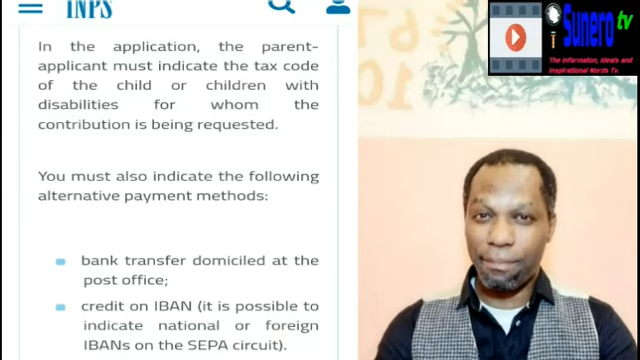 INPS
In the application, the parent-
applicant must indicate the tax code
of the child or children with
disabilities for whom the
contribution is being requested.
You must also indicate the following
alternative payment methods:
bank transfer domiciled at the
post office;
credit on IBAN (it is possible to
indicate national or foreign
IBANs on the SEPA circuit).
Sunero tv
The Information, Ideals and
Inspirational Words Tv.
67
10